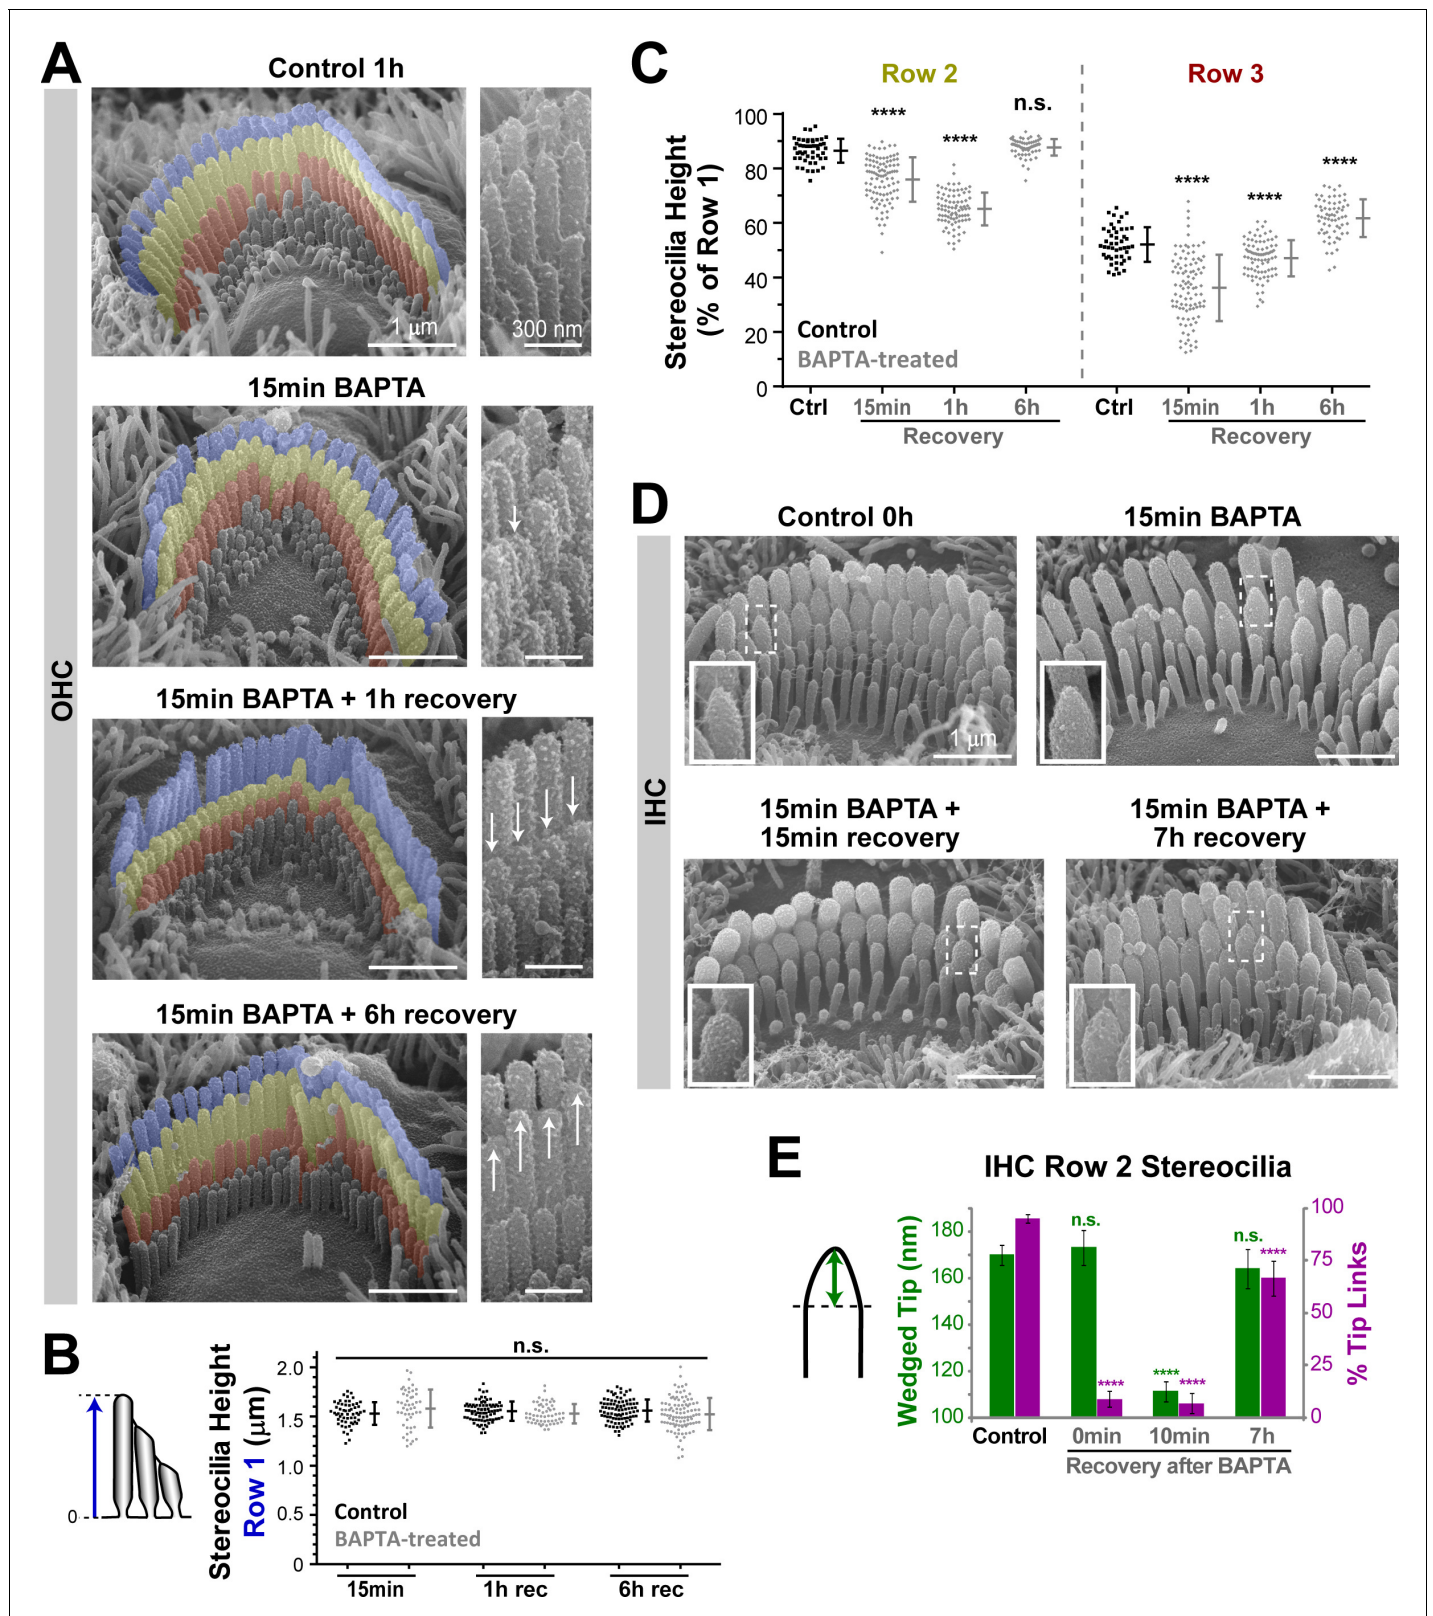 A
Control 1h
OHC
1 µm
300 nm
15min BAPTA
15min BAPTA + 1h recovery
15min BAPTA + 6h recovery
B
0
Stereocilia Height
Row 1 (µm)
2.0
1.5
1.0
0.5
0
n.s.
Control
BAPTA-treated
15min
1h rec
6h rec
C
Row 2
Row 3
Stereocilia Height
(% of Row 1)
100
80
60
40
20
0
****
****
n.s.
****
****
****
Control
BAPTA-treated
Ctrl
15min
1h
6h
Recovery
Ctrl
15min
1h
6h
Recovery
D
IHC
Control 0h
15min BAPTA
1 µm
15min BAPTA +
15min recovery
15min BAPTA +
7h recovery
E
IHC Row 2 Stereocilia
Wedged Tip (nm)
180
160
140
120
100
% Tip Links
100
75
50
25
0
n.s.
****
****
****
n.s.
****
Control
0min
10min
7h
Recovery after BAPTA